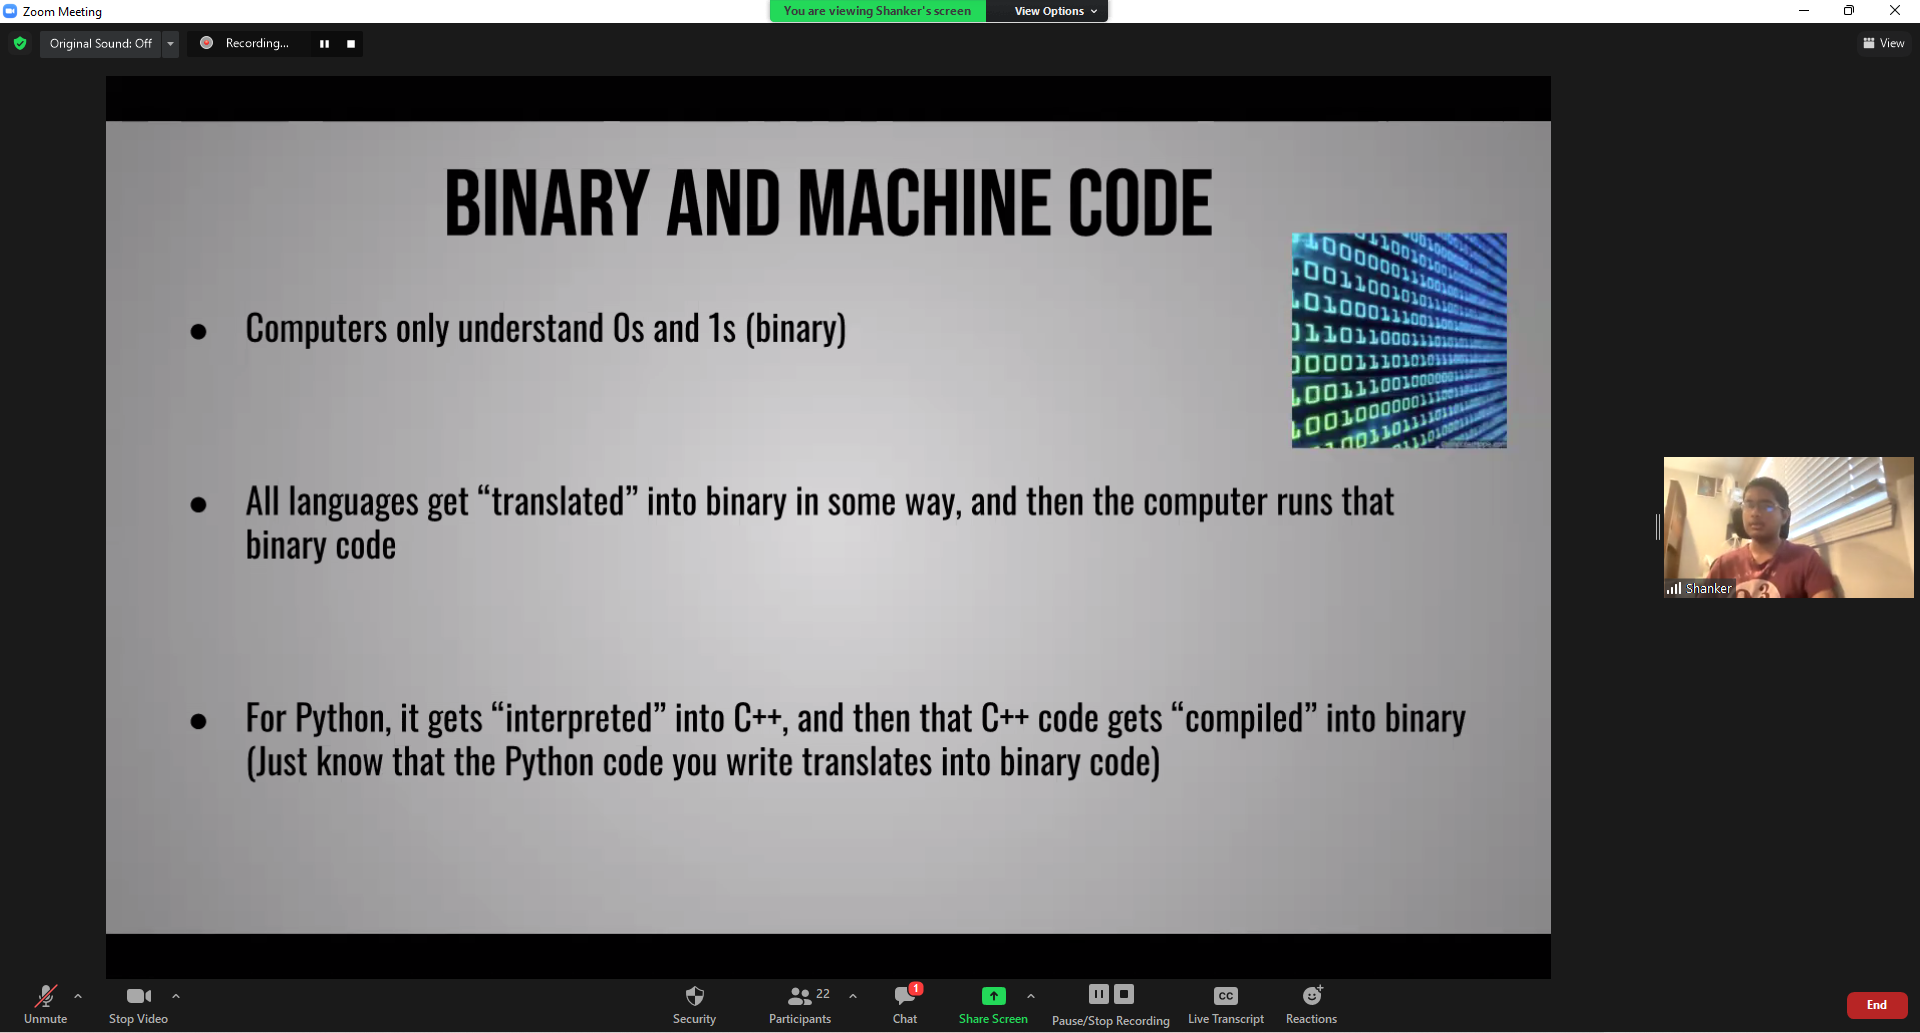 Zoom Meeting
You are viewing Shanker's screen
View Options
Original Sound: Off
Recording...
View
BINARY AND MACHINE CODE
● Computers only understand 0s and 1s (binary)
● All languages get “translated” into binary in some way, and then the computer runs that
binary code
● For Python, it gets “interpreted” into C++, and then that C++ code gets “compiled” into binary
(Just know that the Python code you write translates into binary code)
Shanker
Unmute
Stop Video
Security
22
Participants
1
Chat
Share Screen
Pause/Stop Recording
CC
Live Transcript
Reactions
End